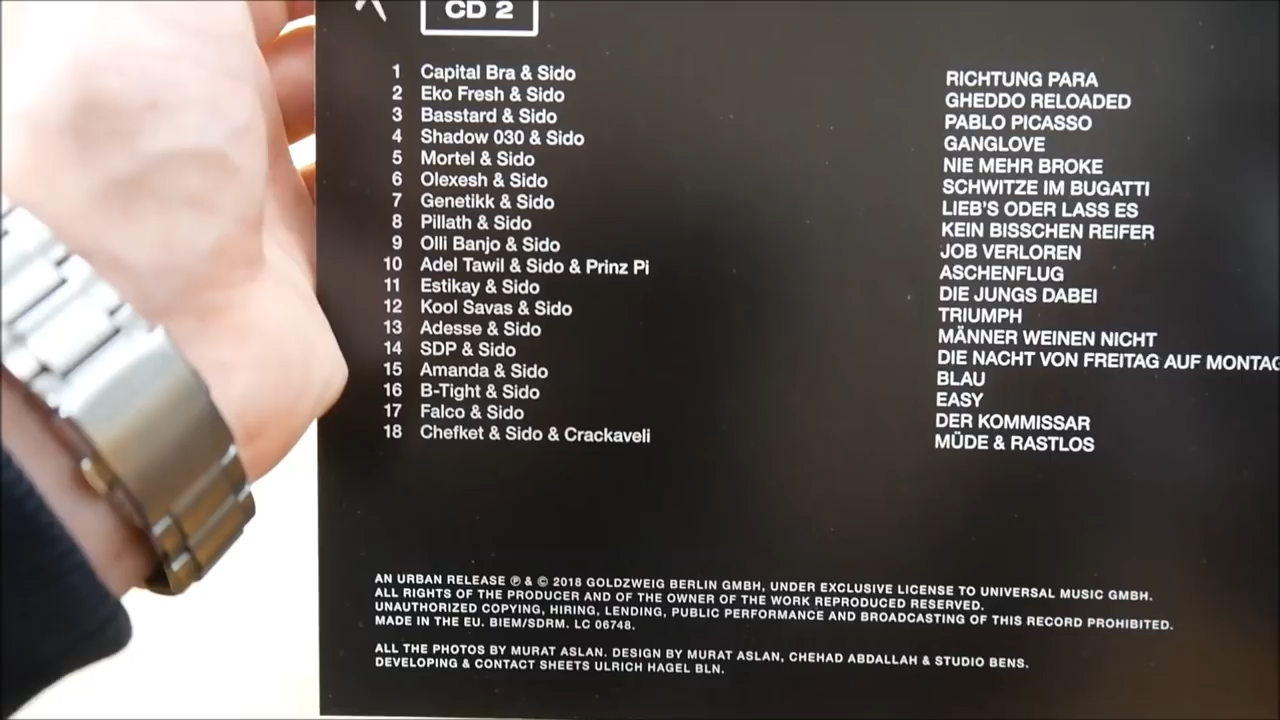 CD 2
1 Capital Bra & Sido RICHTUNG PARA
2 Eko Fresh & Sido GHEDDO RELOADED
3 Basstard & Sido PABLO PICASSO
4 Shadow 030 & Sido GANGLOVE
5 Mortel & Sido NIE MEHR BROKE
6 Olexesh & Sido SCHWITZE IM BUGATTI
7 Genetikk & Sido LIEB'S ODER LASS ES
8 Pillath & Sido KEIN BISSCHEN REIFER
9 Olli Banjo & Sido JOB VERLOREN
10 Adel Tawil & Sido & Prinz Pi ASCHENFLUG
11 Estikay & Sido DIE JUNGS DABEI
12 Kool Savas & Sido TRIUMPH
13 Adesse & Sido MÄNNER WEINEN NICHT
14 SDP & Sido DIE NACHT VON FREITAG AUF MONTAG
15 Amanda & Sido BLAU
16 B-Tight & Sido EASY
17 Falco & Sido DER KOMMISSAR
18 Chefket & Sido & Crackaveli MÜDE & RASTLOS
AN URBAN RELEASE ℗ & © 2018 GOLDZWEIG BERLIN GMBH, UNDER EXCLUSIVE LICENSE TO UNIVERSAL MUSIC GMBH.
ALL RIGHTS OF THE PRODUCER AND OF THE OWNER OF THE WORK REPRODUCED RESERVED.
UNAUTHORIZED COPYING, HIRING, LENDING, PUBLIC PERFORMANCE AND BROADCASTING OF THIS RECORD PROHIBITED.
MADE IN THE EU. BIEM/SDRM. LC 06748.
ALL THE PHOTOS BY MURAT ASLAN. DESIGN BY MURAT ASLAN, CHEHAD ABDALLAH & STUDIO BENS.
DEVELOPING & CONTACT SHEETS ULRICH HAGEL BLN.